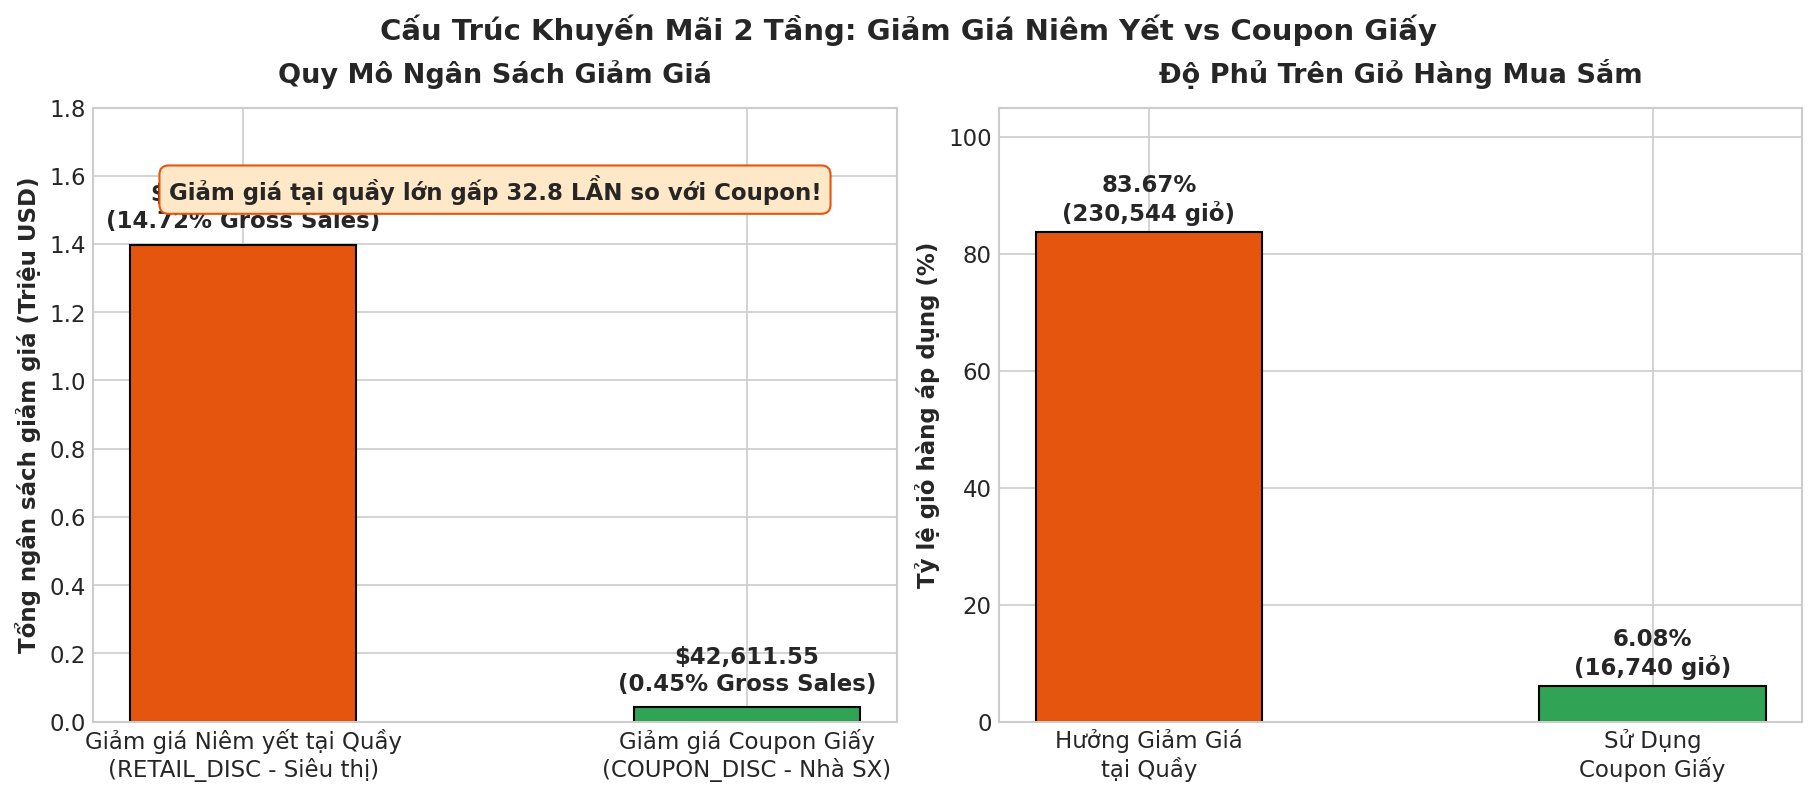 Cấu Trúc Khuyến Mãi 2 Tầng: Giảm Giá Niêm Yết vs Coupon Giấy
Quy Mô Ngân Sách Giảm Giá
Tổng ngân sách giảm giá (Triệu USD)
1.8
1.6
1.4
1.2
1.0
0.8
0.6
0.4
0.2
0.0
Giảm giá tại quầy lớn gấp 32.8 LẦN so với Coupon!
$
(14.72% Gross Sales)
$42,611.55
(0.45% Gross Sales)
Giảm giá Niêm yết tại Quầy
(RETAIL_DISC - Siêu thị)
Giảm giá Coupon Giấy
(COUPON_DISC - Nhà SX)
Độ Phủ Trên Giỏ Hàng Mua Sắm
Tỷ lệ giỏ hàng áp dụng (%)
100
80
60
40
20
0
83.67%
(230,544 giỏ)
6.08%
(16,740 giỏ)
Hưởng Giảm Giá
tại Quầy
Sử Dụng
Coupon Giấy